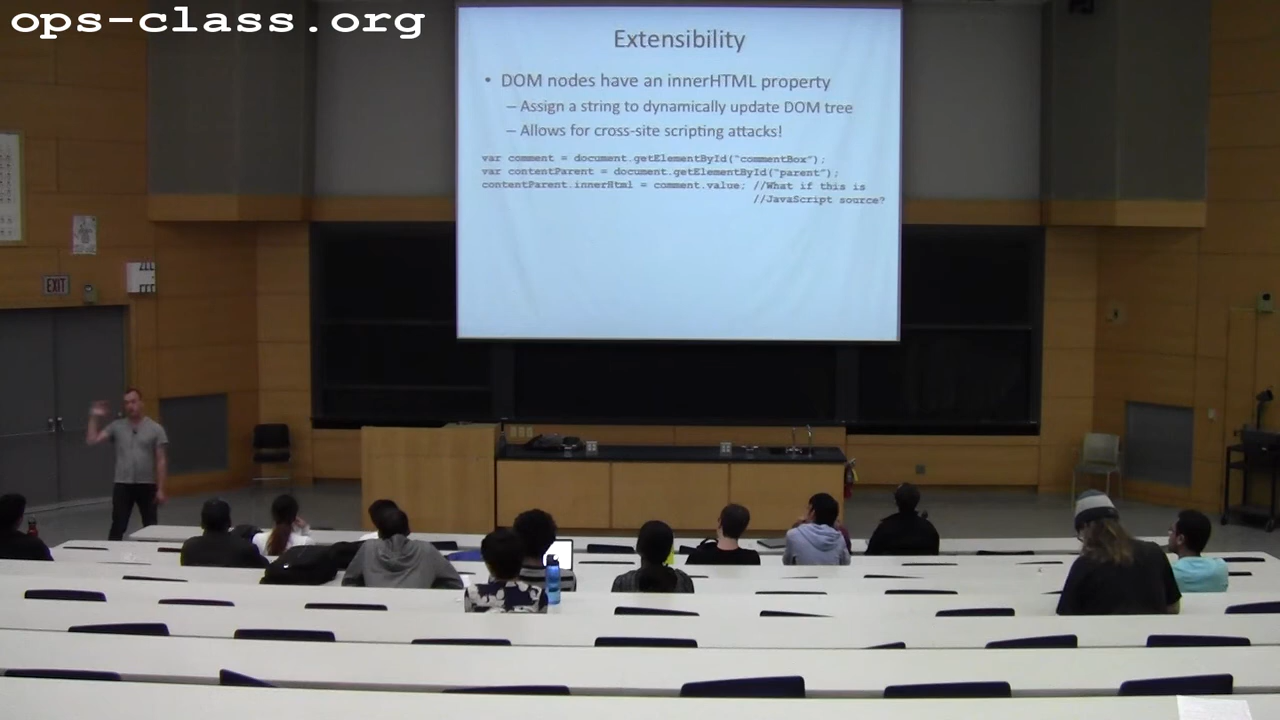 ops-class.org
Extensibility
• DOM nodes have an innerHTML property
– Assign a string to dynamically update DOM tree
– Allows for cross-site scripting attacks!
var comment = document.getElementById("commentBox");
var contentParent = document.getElementById("parent");
contentParent.innerHtml = comment.value; //What if this is
//JavaScript source?
EXIT